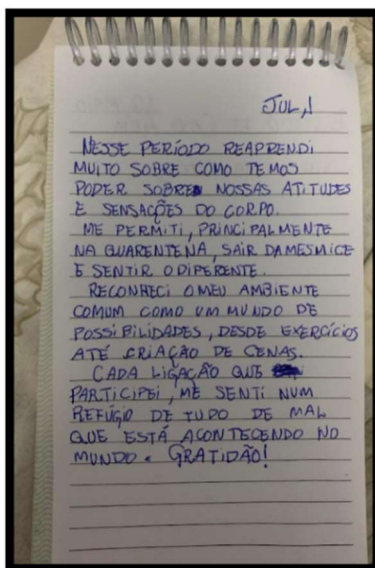 JUL,1
NESSE PERÍODO REAPRENDI
MUITO SOBRE COMO TEMOS
PODER SOBRE NOSSAS ATITUDES
E SENSAÇÕES DO CORPO.
ME PERMITI, PRINCIPALMENTE
NA QUARENTENA, SAIR DA MESMICE
E SENTIR O DIFERENTE.
RECONHECI O MEU AMBIENTE
COMUM COMO UM MUNDO DE
POSSIBILIDADES, DESDE EXERCÍCIOS
ATÉ CRIAÇÃO DE CENAS.
CADA LIGAÇÃO QUE
PARTICIPEI, ME SENTI NUM
REFÚGIO DE TUDO DE MAL
QUE ESTÁ ACONTECENDO NO
MUNDO. GRATIDÃO!